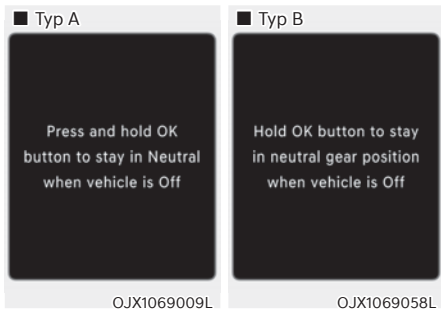 ■ Typ A
Press and hold OK
button to stay in Neutral
when vehicle is Off
OJX1069009L
■ Typ B
Hold OK button to stay
in neutral gear position
when vehicle is Off
OJX1069058L